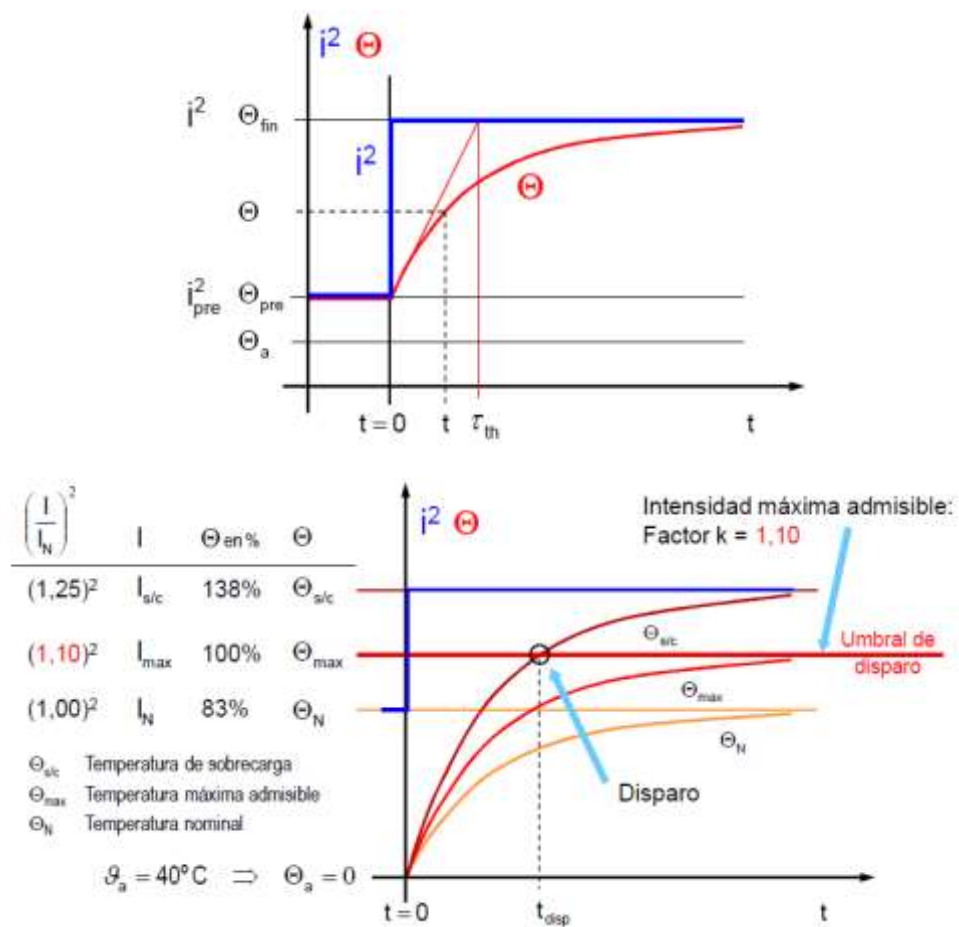 i² Θ
i² Θfin
i²
Θ
Θ
i²pre Θpre
Θa
t = 0 t τth t
(I/IN)² I Θ en % Θ
i² Θ
Intensidad máxima admisible:
Factor k = 1,10
(1,25)² Is/c 138% Θs/c
Θs/c
(1,10)² Imax 100% Θmax
Umbral de
disparo
Θmax
(1,00)² IN 83% ΘN
ΘN
Θs/c Temperatura de sobrecarga
Θmax Temperatura máxima admisible
ΘN Temperatura nominal
Disparo
ϑa = 40º C ⇒ Θa = 0
t = 0 tdisp t